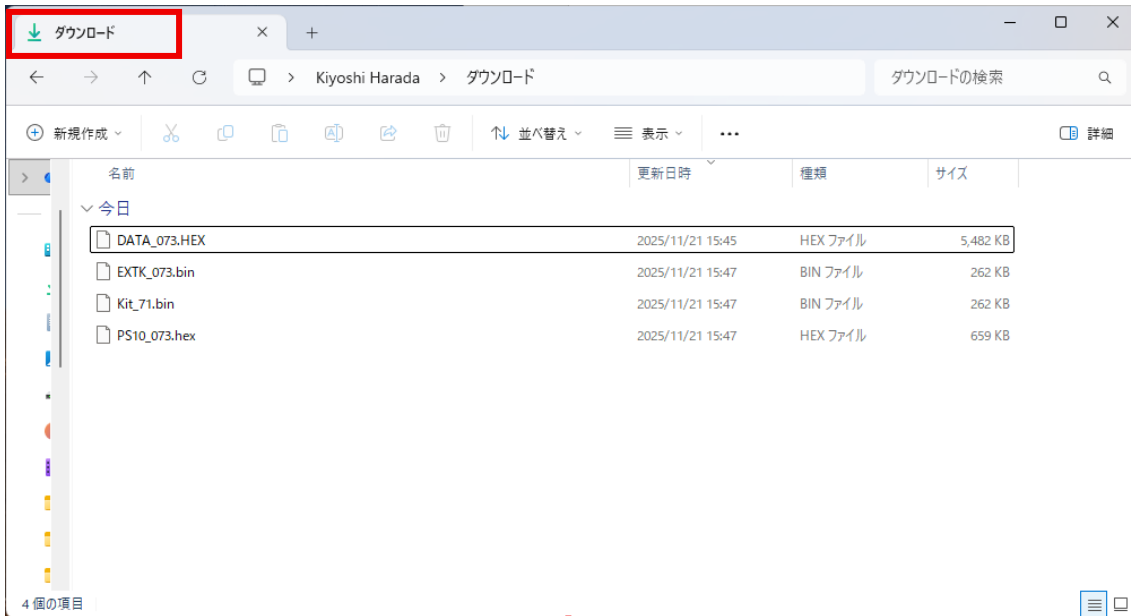 ダウンロード
Kiyoshi Harada ダウンロード ダウンロードの検索
新規作成 並べ替え 表示 詳細
名前 更新日時 種類 サイズ
今日
DATA_073.HEX 2025/11/21 15:45 HEX ファイル 5,482 KB
EXTK_073.bin 2025/11/21 15:47 BIN ファイル 262 KB
Kit_71.bin 2025/11/21 15:47 BIN ファイル 262 KB
PS10_073.hex 2025/11/21 15:47 HEX ファイル 659 KB
4 個の項目